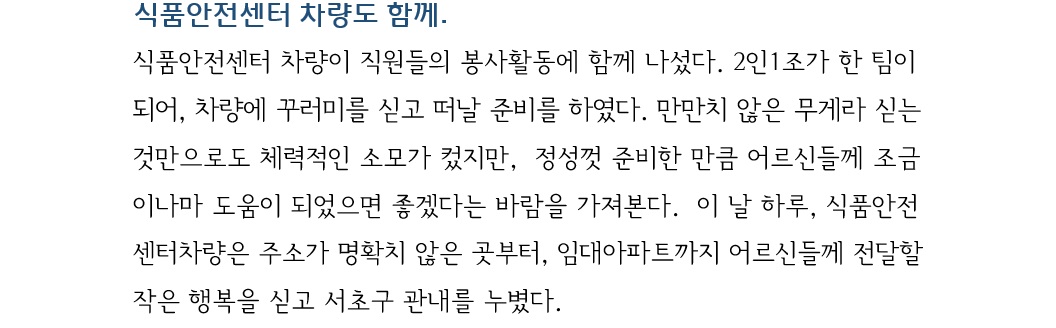 식품안전센터 차량도 함께.
식품안전센터 차량이 직원들의 봉사활동에 함께 나섰다. 2인1조가 한 팀이
되어, 차량에 꾸러미를 싣고 떠날 준비를 하였다. 만만치 않은 무게라 싣는
것만으로도 체력적인 소모가 컸지만,  정성껏 준비한 만큼 어르신들께 조금
이나마 도움이 되었으면 좋겠다는 바람을 가져본다.  이 날 하루, 식품안전
센터차량은 주소가 명확치 않은 곳부터, 임대아파트까지 어르신들께 전달할
작은 행복을 싣고 서초구 관내를 누볐다.